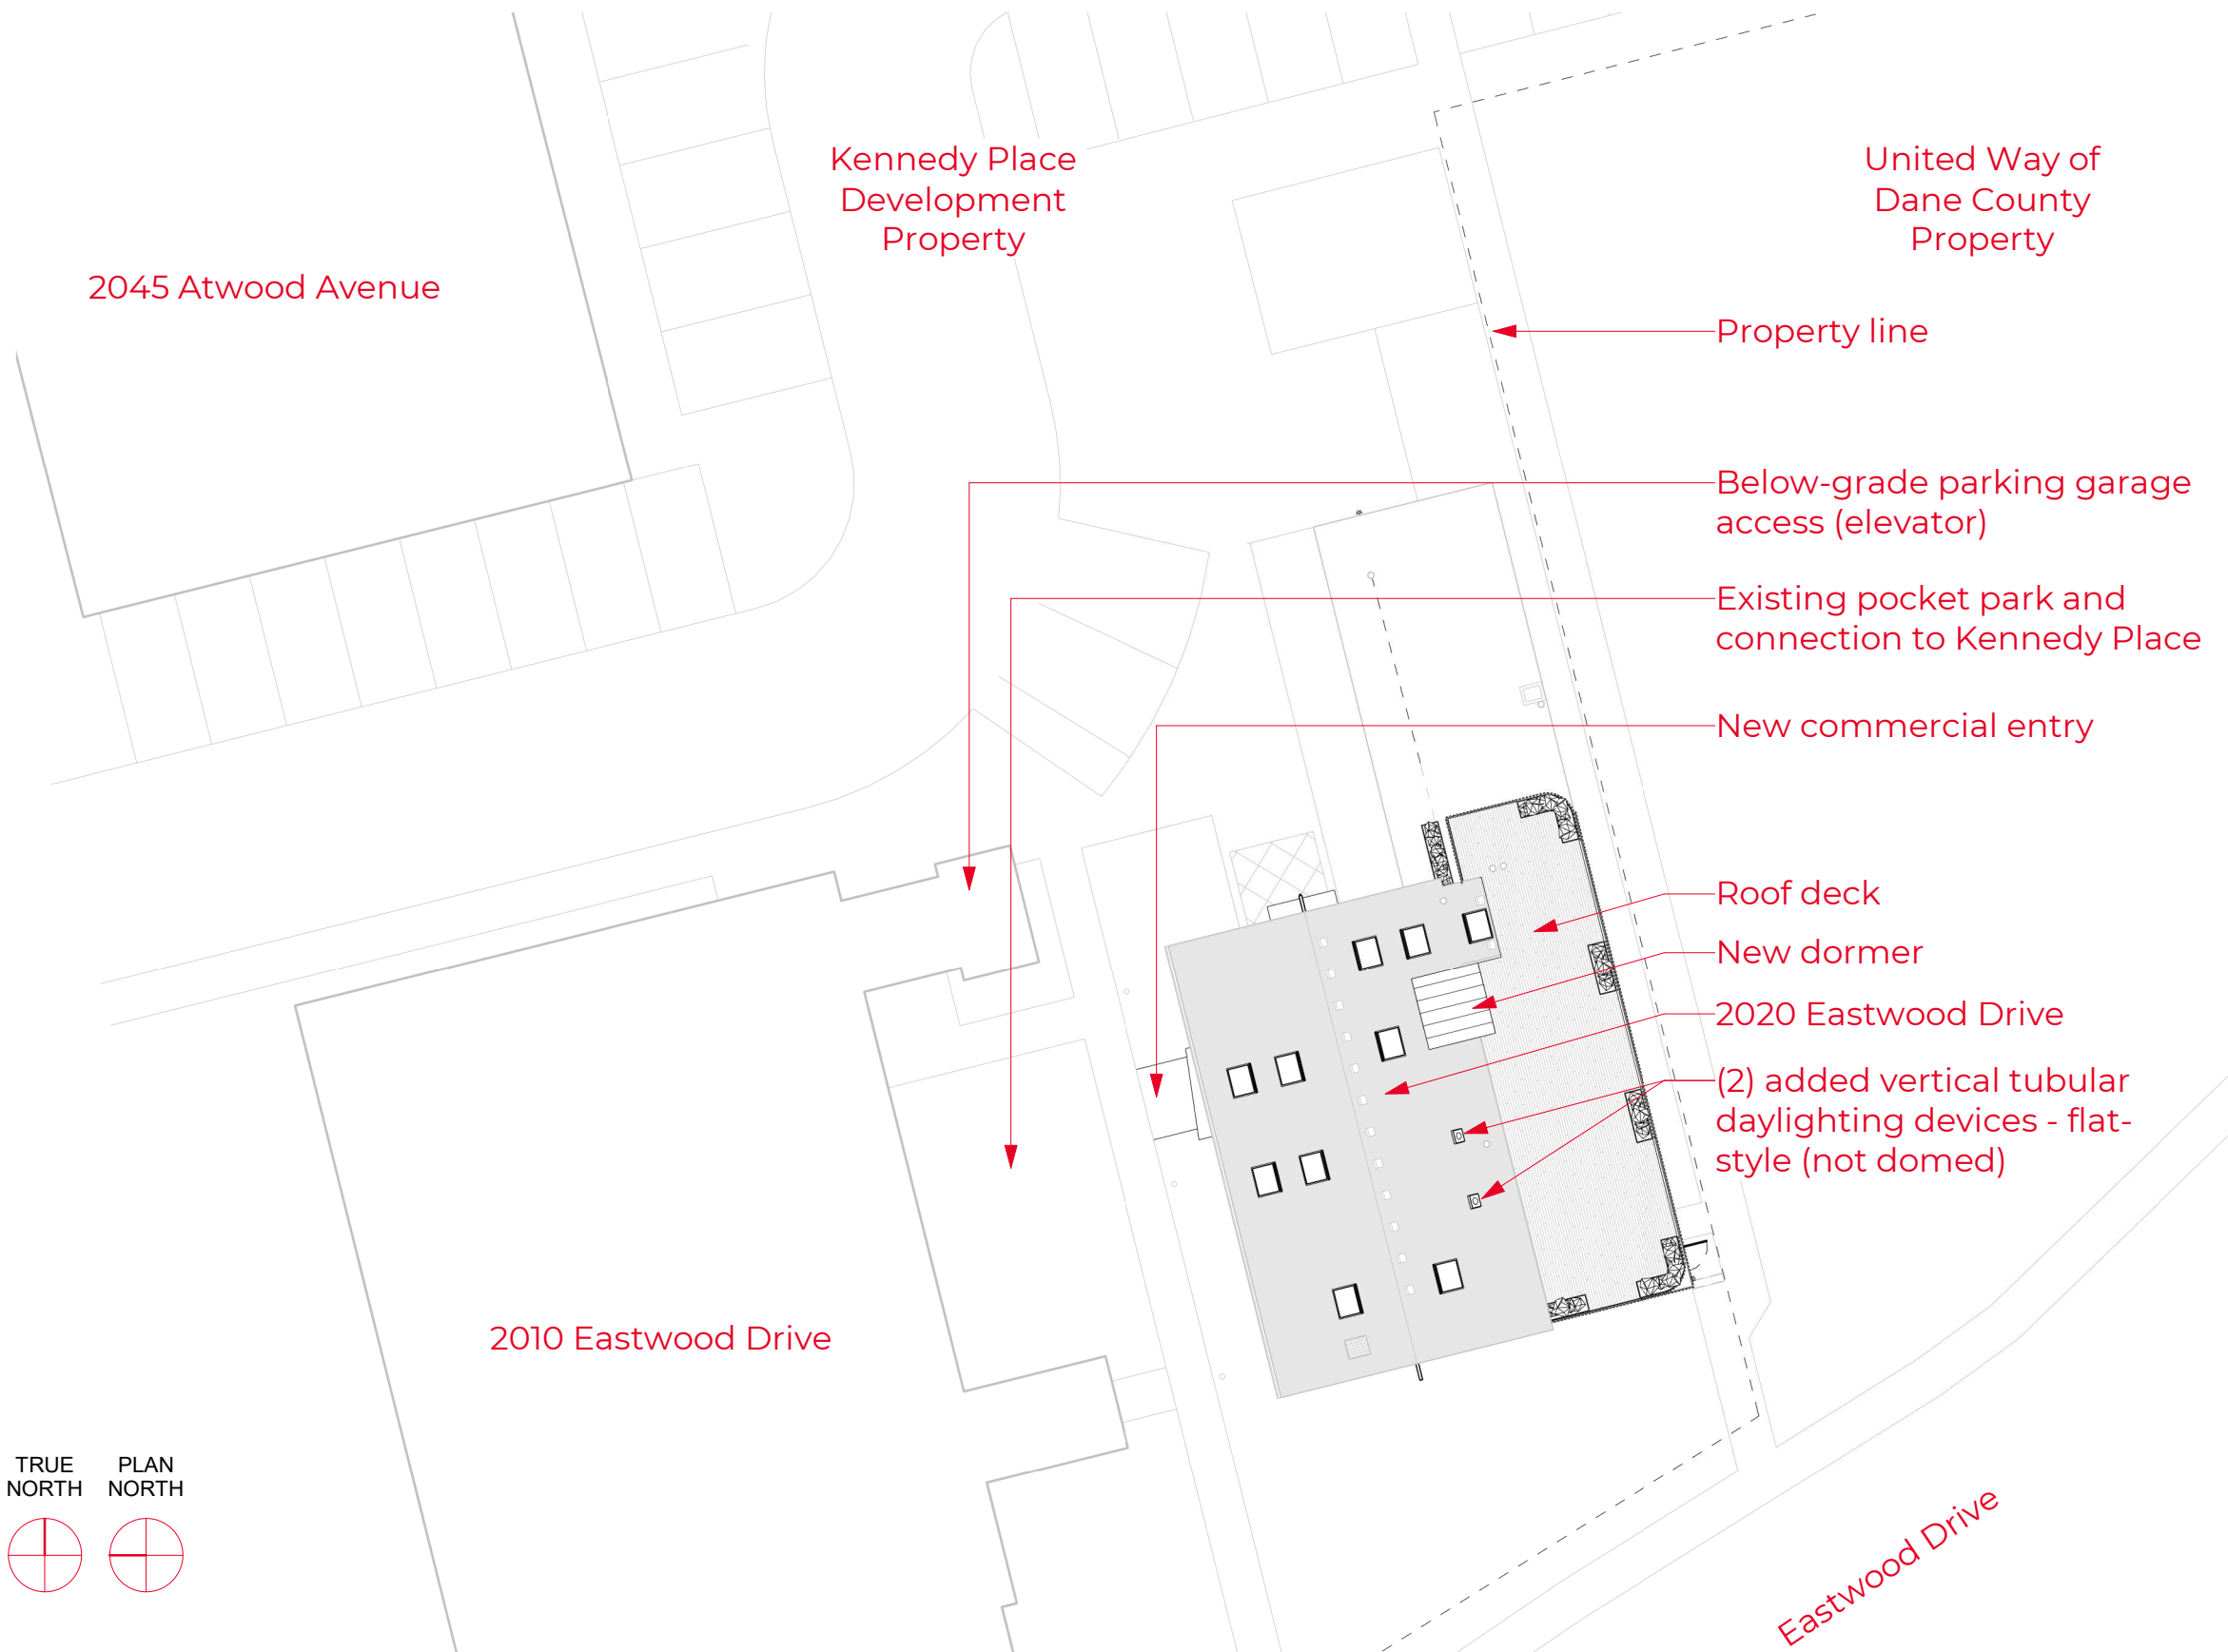 Kennedy Place
Development
Property
United Way of
Dane County
Property
2045 Atwood Avenue
Property line
Below-grade parking garage
access (elevator)
Existing pocket park and
connection to Kennedy Place
New commercial entry
Roof deck
New dormer
2020 Eastwood Drive
(2) added vertical tubular
daylighting devices - flat-
style (not domed)
2010 Eastwood Drive
TRUE
NORTH
PLAN
NORTH
Eastwood Drive